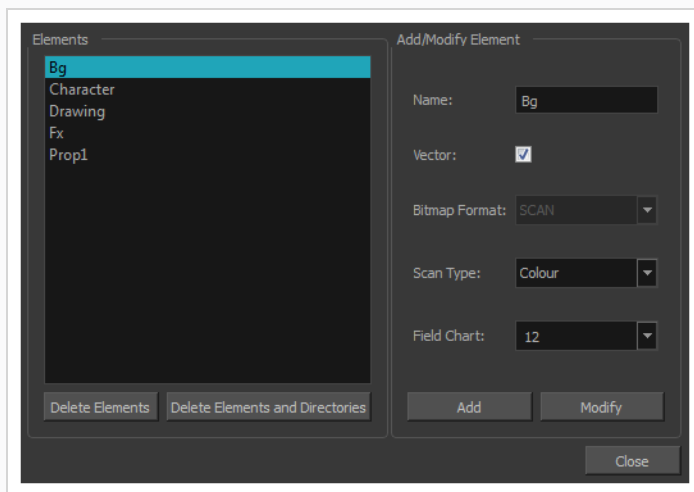 Elements
Bg
Character
Drawing
Fx
Prop1
Delete Elements
Delete Elements and Directories
Add/Modify Element
Name: Bg
Vector:
Bitmap Format: SCAN
Scan Type: Colour
Field Chart: 12
Add
Modify
Close